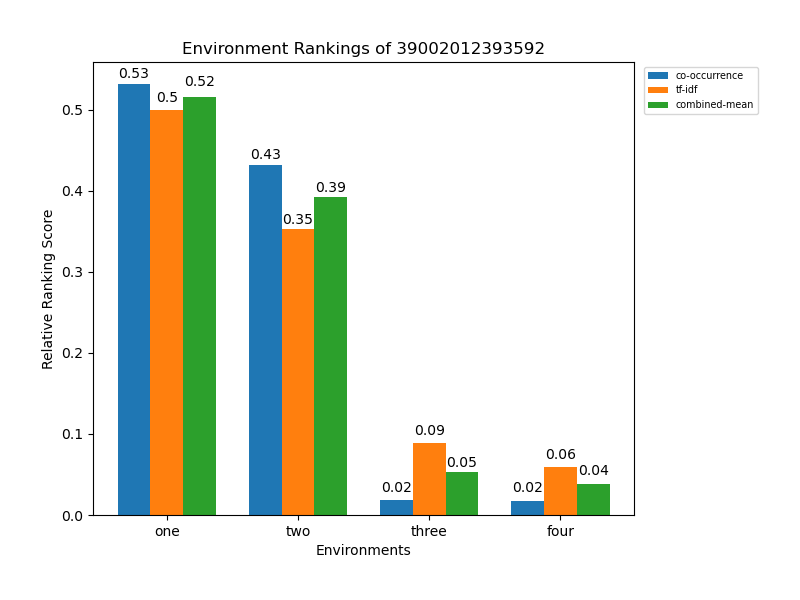 Environment Rankings of 39002012393592
co-occurrence
tf-idf
combined-mean
Relative Ranking Score
0.5
0.4
0.3
0.2
0.1
0.0
0.53
0.5
0.52
0.43
0.35
0.39
0.02
0.09
0.05
0.02
0.06
0.04
one two three four
Environments